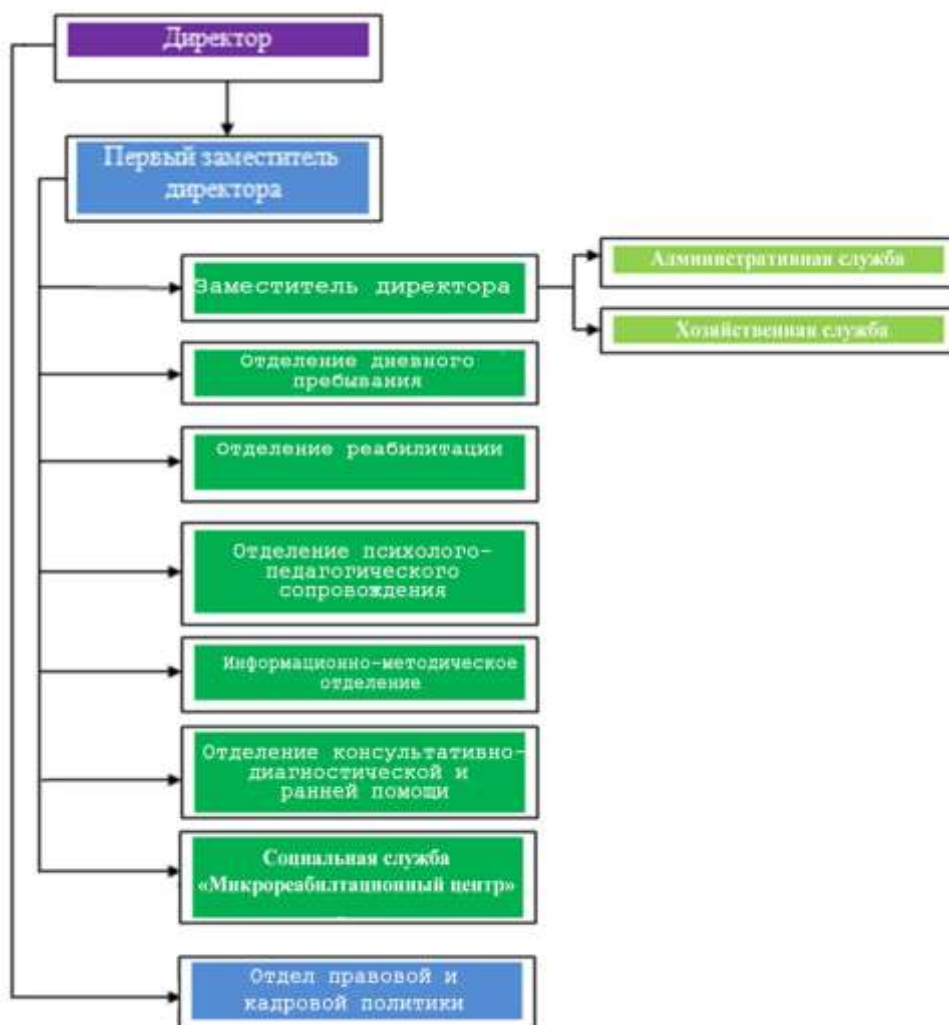 Директор
Первый заместитель
директора
Заместитель директора
Административная служба
Хозяйственная служба
Отделение дневного
пребывания
Отделение реабилитации
Отделение психолого-
педагогического
сопровождения
Информационно-методическое
отделение
Отделение консультативно-
диагностической и
ранней помощи
Социальная служба
«Микрореабилтационный центр»
Отдел правовой и
кадровой политики